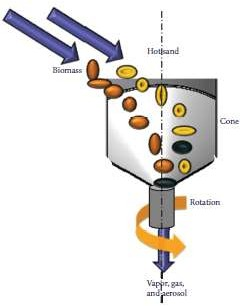 Hot sand
Biomass
Cone
Rotation
Vapor, gas,
and aerosol